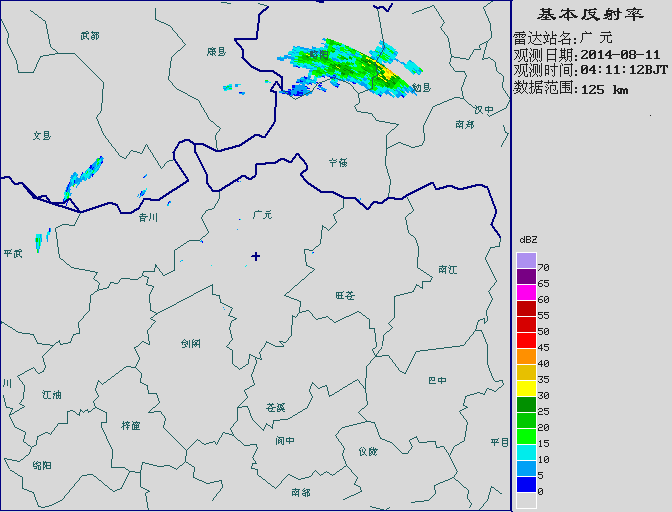 基本反射率
雷达站名:广 元
观测日期:2014-08-11
观测时间:04:11:12BJT
数据范围:125 km
武都
康县
略阳
勉县
汉中
南郑
文县
宁强
青川
广元
平武
南江
旺苍
剑阁
川
江油
巴中
苍溪
梓潼
阆中
仪陇
平昌
绵阳
南部
dBZ
70
65
60
55
50
45
40
35
30
25
20
15
10
5
0